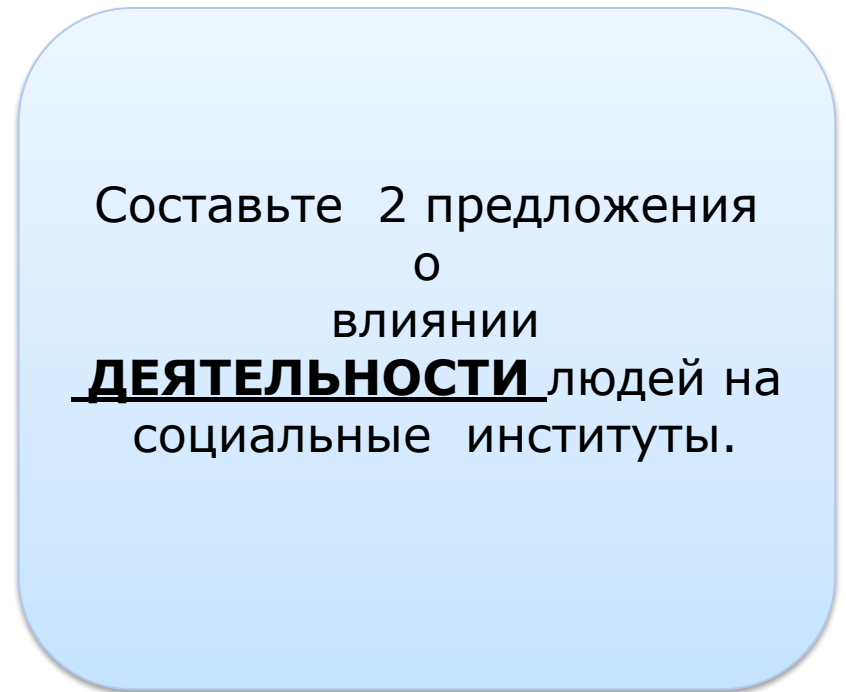 Составьте  2 предложения
о
влиянии
ДЕЯТЕЛЬНОСТИ людей на
социальные  институты.